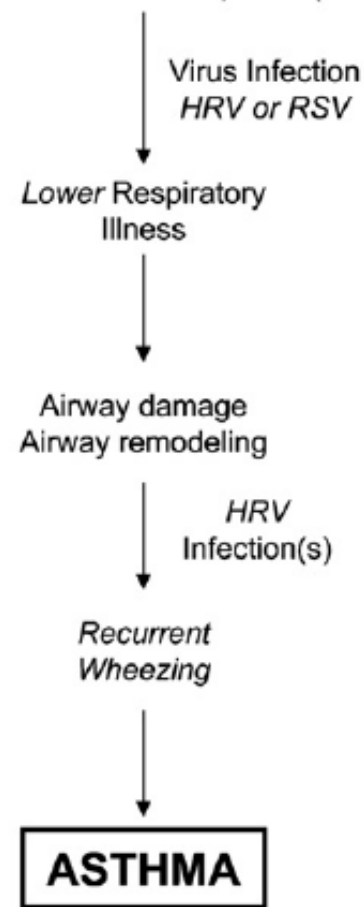 Virus Infection
HRV or RSV
Lower Respiratory
Illness
Airway damage
Airway remodeling
HRV
Infection(s)
Recurrent
Wheezing
ASTHMA